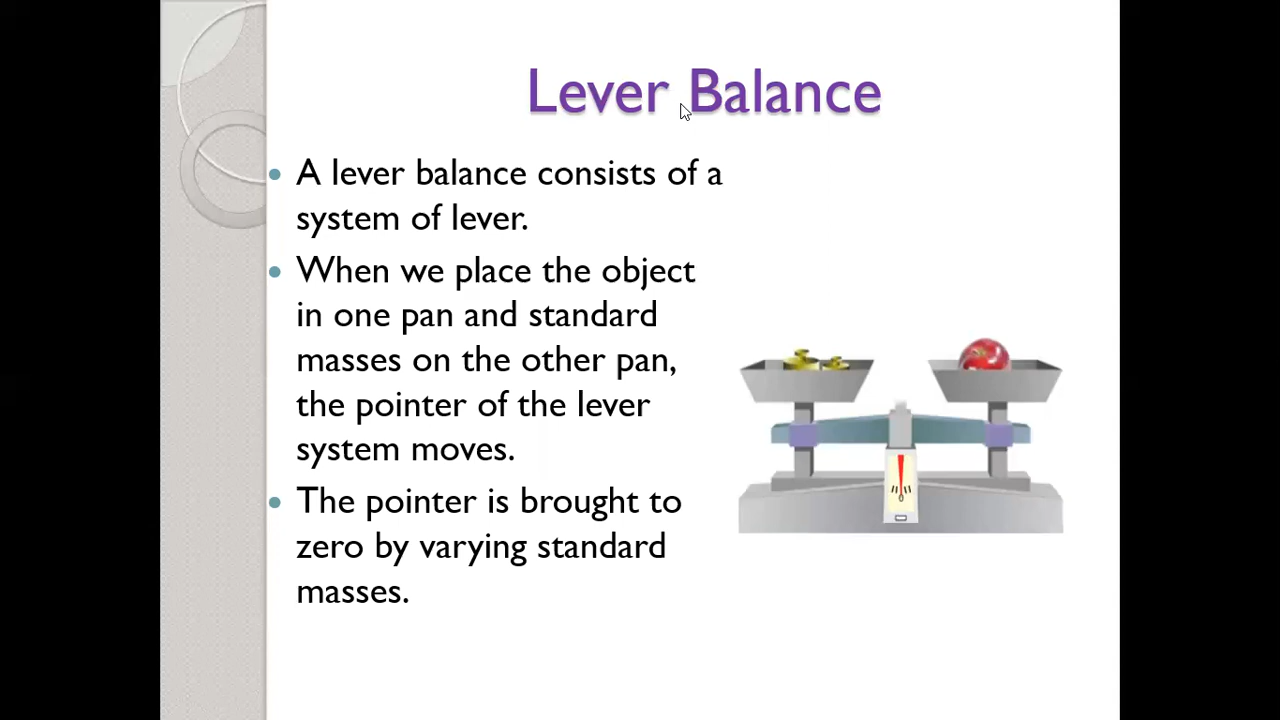 Lever Balance
A lever balance consists of a
system of lever.
When we place the object
in one pan and standard
masses on the other pan,
the pointer of the lever
system moves.
The pointer is brought to
zero by varying standard
masses.
0